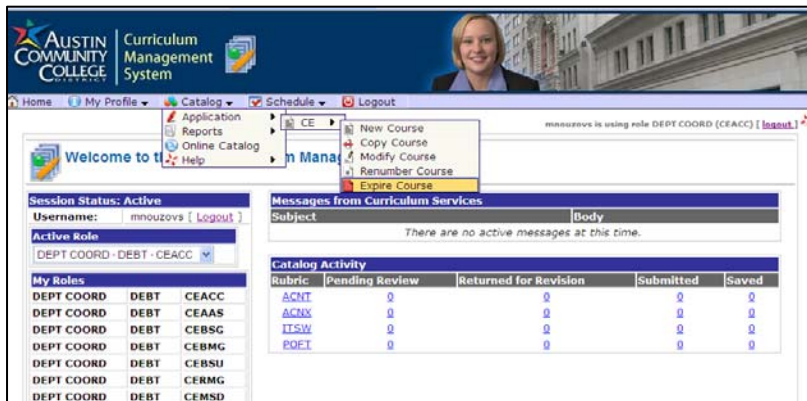 AUSTIN
COMMUNITY
COLLEGE
DISTRICT
Curriculum
Management
System
Home My Profile Catalog Schedule Logout
Application
Reports
Online Catalog
Help
CE
New Course
Copy Course
Modify Course
Renumber Course
Expire Course
mnouzovs is using role DEPT COORD (CEACC) [ logout ]
Welcome to t m Mana
Session Status: Active
Username: mnouzovs [ Logout ]
Active Role
DEPT COORD - DEBT - CEACC
My Roles
DEPT COORD DEBT CEACC
DEPT COORD DEBT CEAAS
DEPT COORD DEBT CEBSG
DEPT COORD DEBT CEBMG
DEPT COORD DEBT CEBSU
DEPT COORD DEBT CERMG
DEPT COORD DEBT CEMSD
Messages from Curriculum Services
Subject Body
There are no active messages at this time.
Catalog Activity
Rubric Pending Review Returned for Revision Submitted Saved
ACNT 0 0 0 0
ACNX 0 0 0 0
ITSW 0 0 0 0
POFT 0 0 0 0